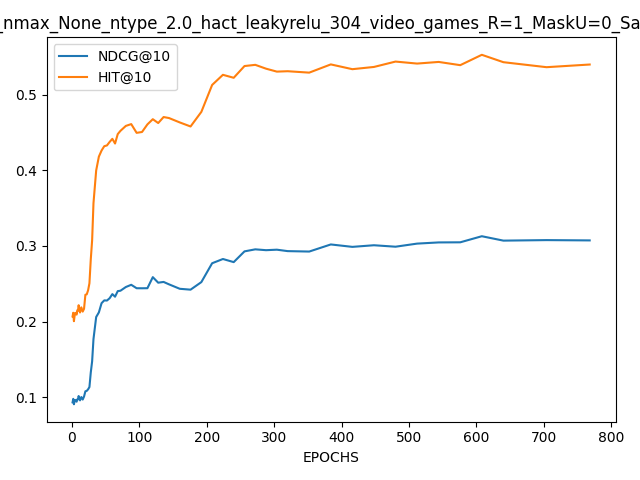 _nmax_None_ntype_2.0_hact_leakyrelu_304_video_games_R=1_MaskU=0_Sa
NDCG@10
HIT@10
0.5
0.4
0.3
0.2
0.1
0 100 200 300 400 500 600 700 800
EPOCHS